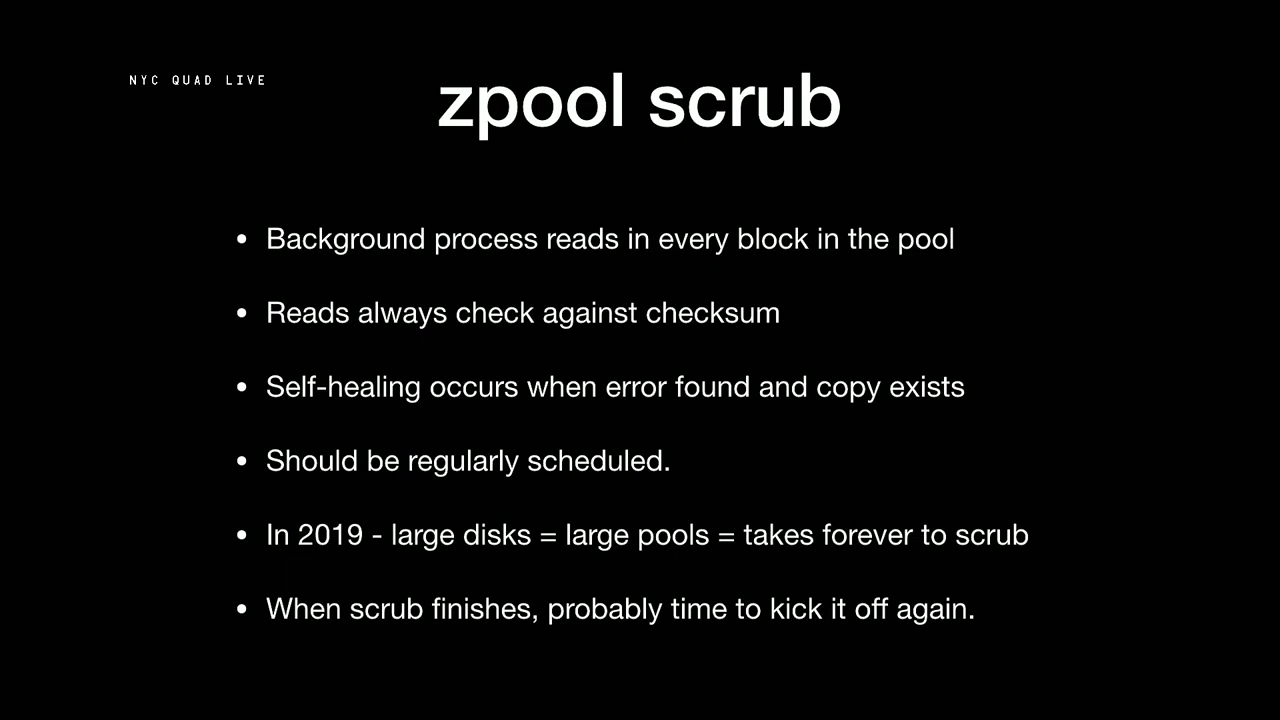 NYC QUAD LIVE
zpool scrub
• Background process reads in every block in the pool
• Reads always check against checksum
• Self-healing occurs when error found and copy exists
• Should be regularly scheduled.
• In 2019 - large disks = large pools = takes forever to scrub
• When scrub finishes, probably time to kick it off again.